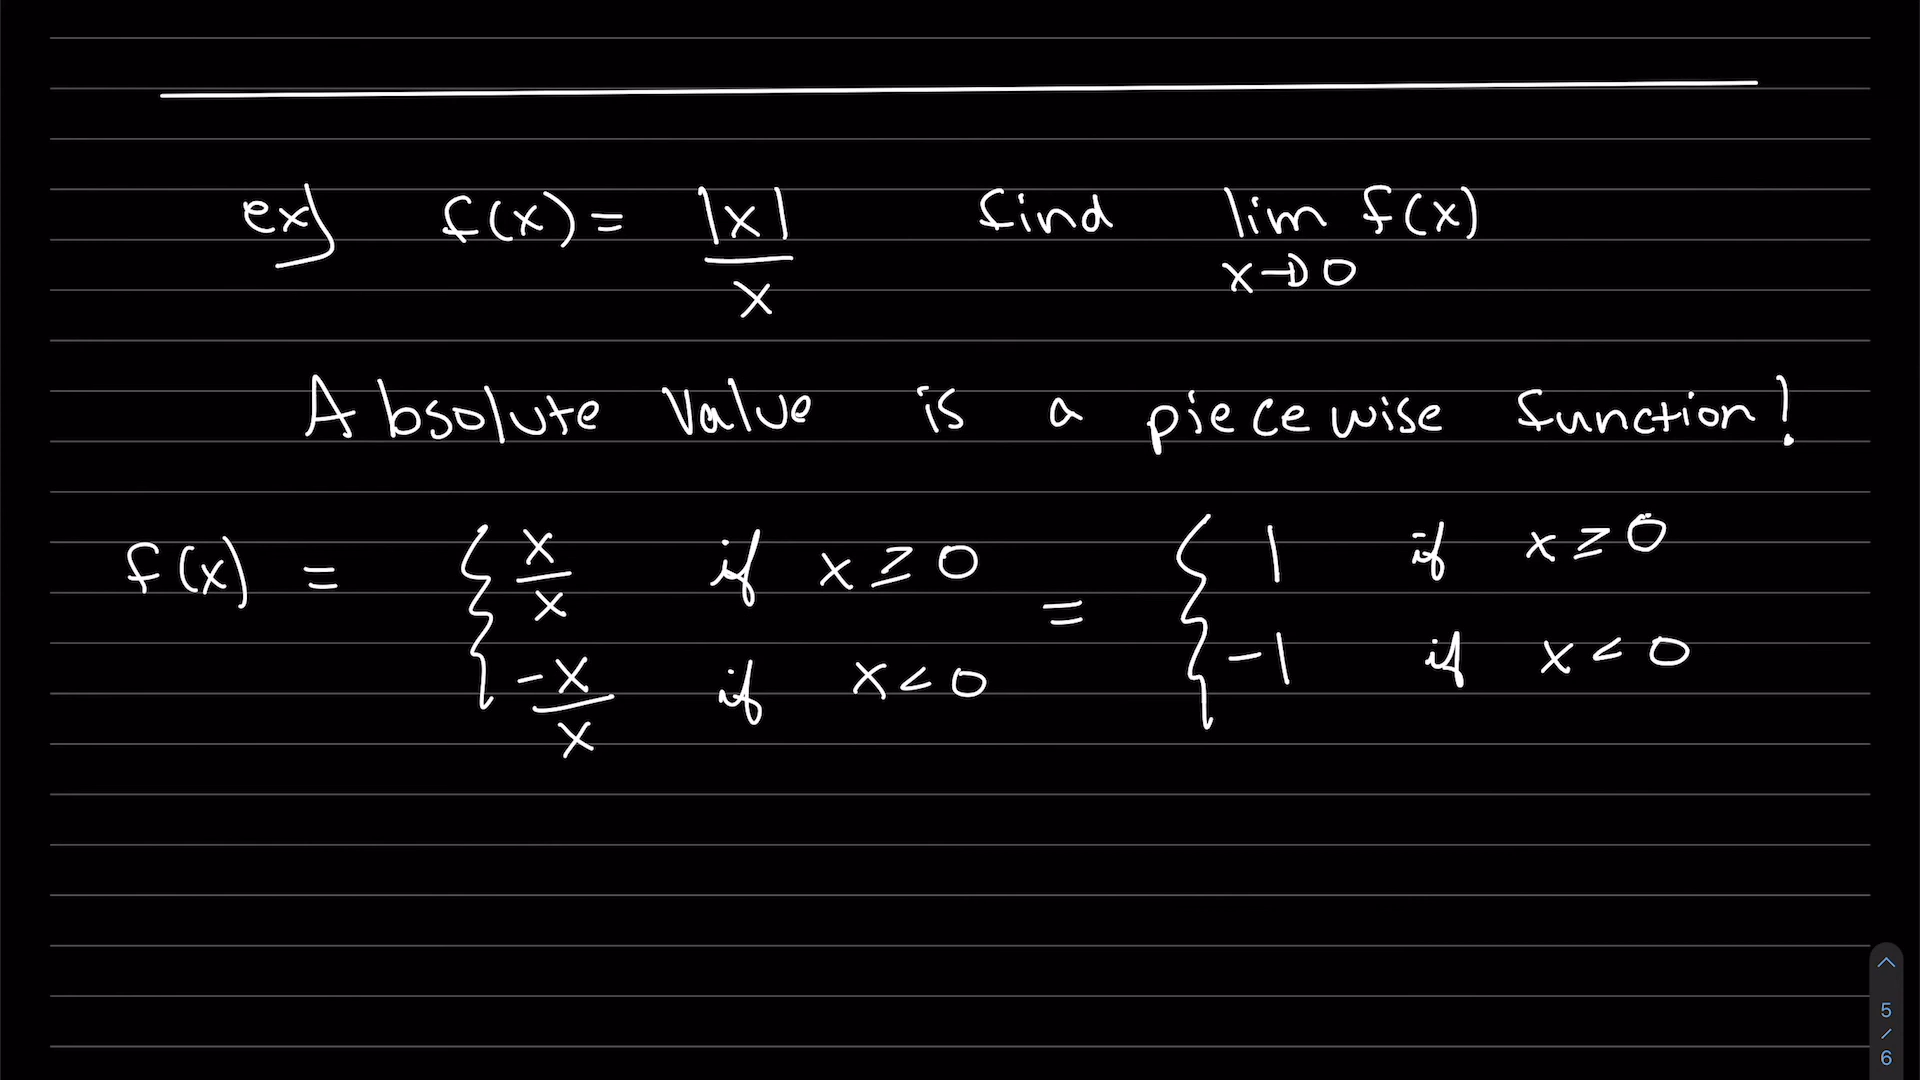 ex) f(x) = |x| / x find lim x→0 f(x)
Absolute Value is a piecewise function!
f(x) = { x/x if x ≥ 0 = { 1 if x ≥ 0
-x/x if x < 0 -1 if x < 0
5 / 6